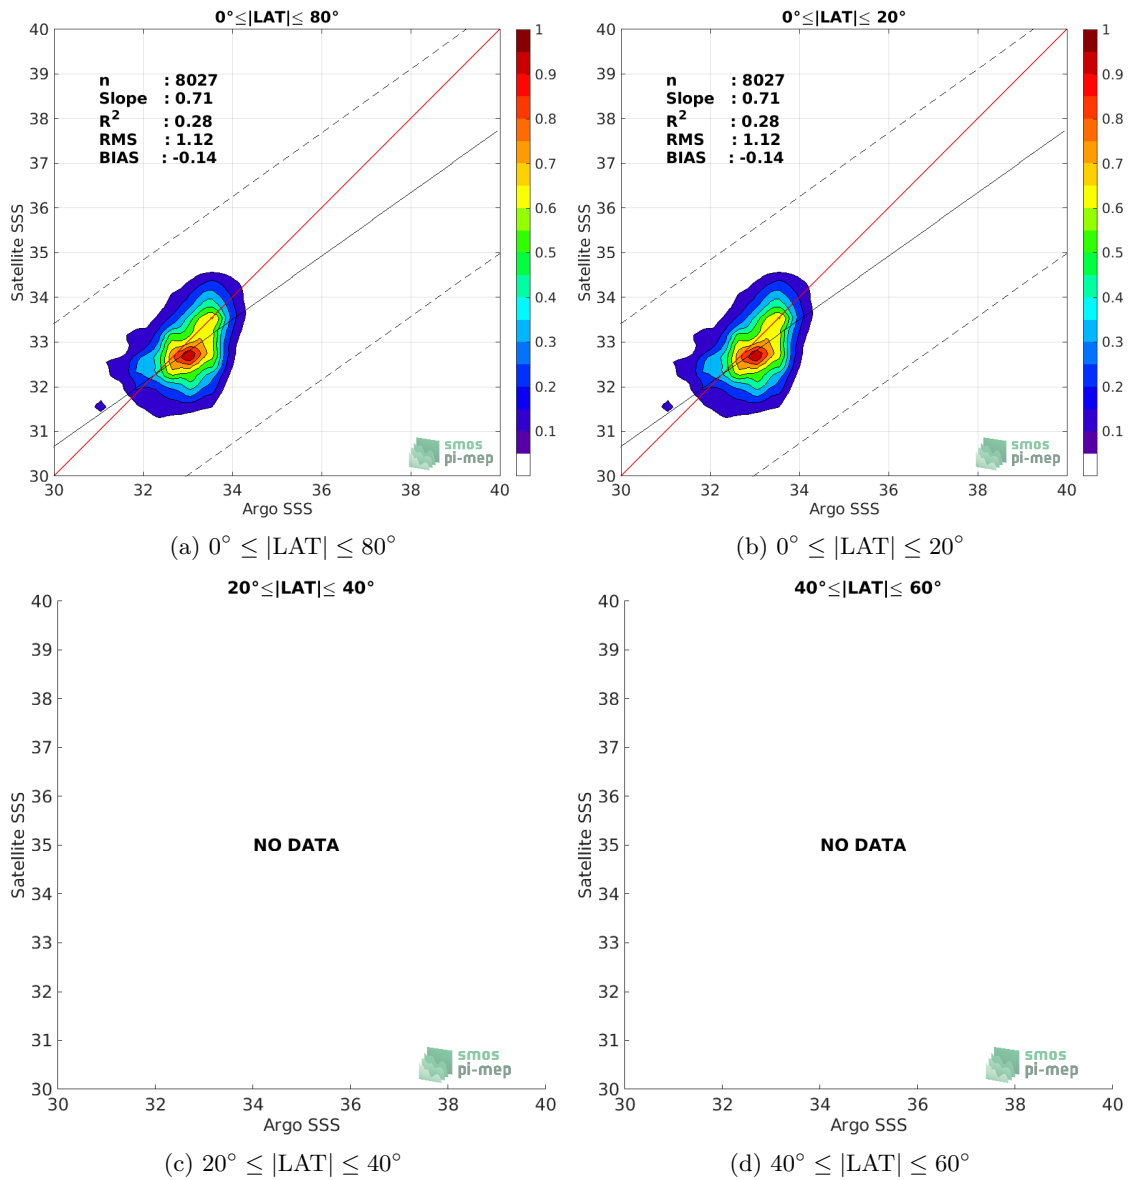 0°≤|LAT|≤ 80°
40
39
38
37
36
35
34
33
32
31
30
Satellite SSS
n : 8027
Slope : 0.71
R² : 0.28
RMS : 1.12
BIAS : -0.14
smos
pi-mep
30 32 34 36 38 40
Argo SSS
1
0.9
0.8
0.7
0.6
0.5
0.4
0.3
0.2
0.1
(a) 0° ≤ |LAT| ≤ 80°
0°≤|LAT|≤ 20°
40
39
38
37
36
35
34
33
32
31
30
Satellite SSS
n : 8027
Slope : 0.71
R² : 0.28
RMS : 1.12
BIAS : -0.14
smos
pi-mep
30 32 34 36 38 40
Argo SSS
1
0.9
0.8
0.7
0.6
0.5
0.4
0.3
0.2
0.1
(b) 0° ≤ |LAT| ≤ 20°
20°≤|LAT|≤ 40°
40
39
38
37
36
35
34
33
32
31
30
Satellite SSS
NO DATA
smos
pi-mep
30 32 34 36 38 40
Argo SSS
(c) 20° ≤ |LAT| ≤ 40°
40°≤|LAT|≤ 60°
40
39
38
37
36
35
34
33
32
31
30
Satellite SSS
NO DATA
smos
pi-mep
30 32 34 36 38 40
Argo SSS
(d) 40° ≤ |LAT| ≤ 60°